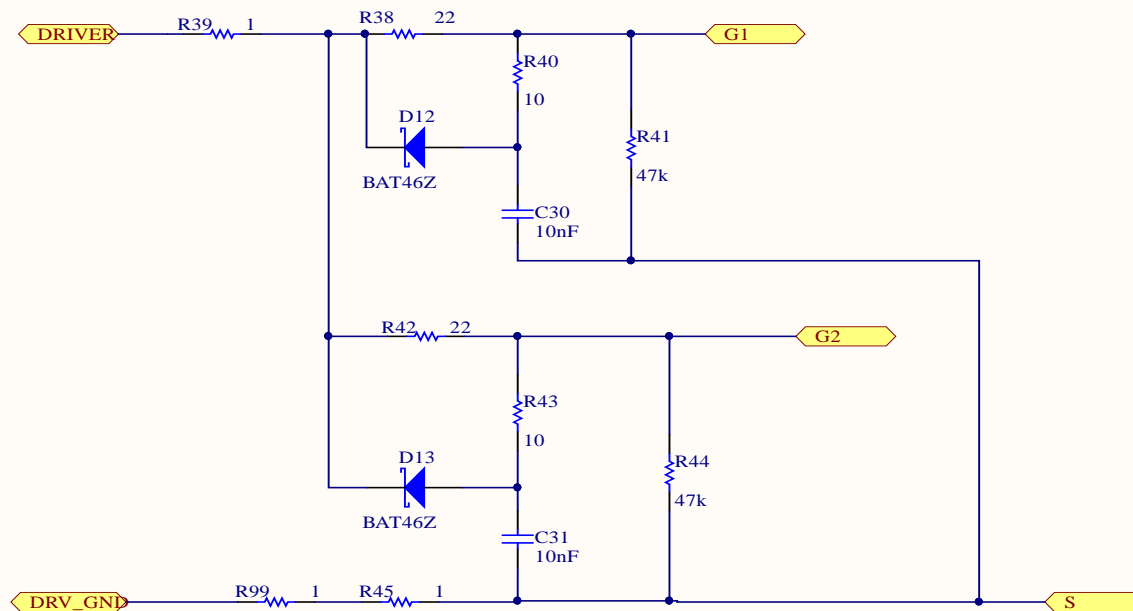 DRIVER
R39 1
R38 22
G1
R40
10
D12
BAT46Z
R41
47k
C30
10nF
R42 22
G2
R43
10
D13
BAT46Z
R44
47k
C31
10nF
DRV_GND
R99 1
R45 1
S